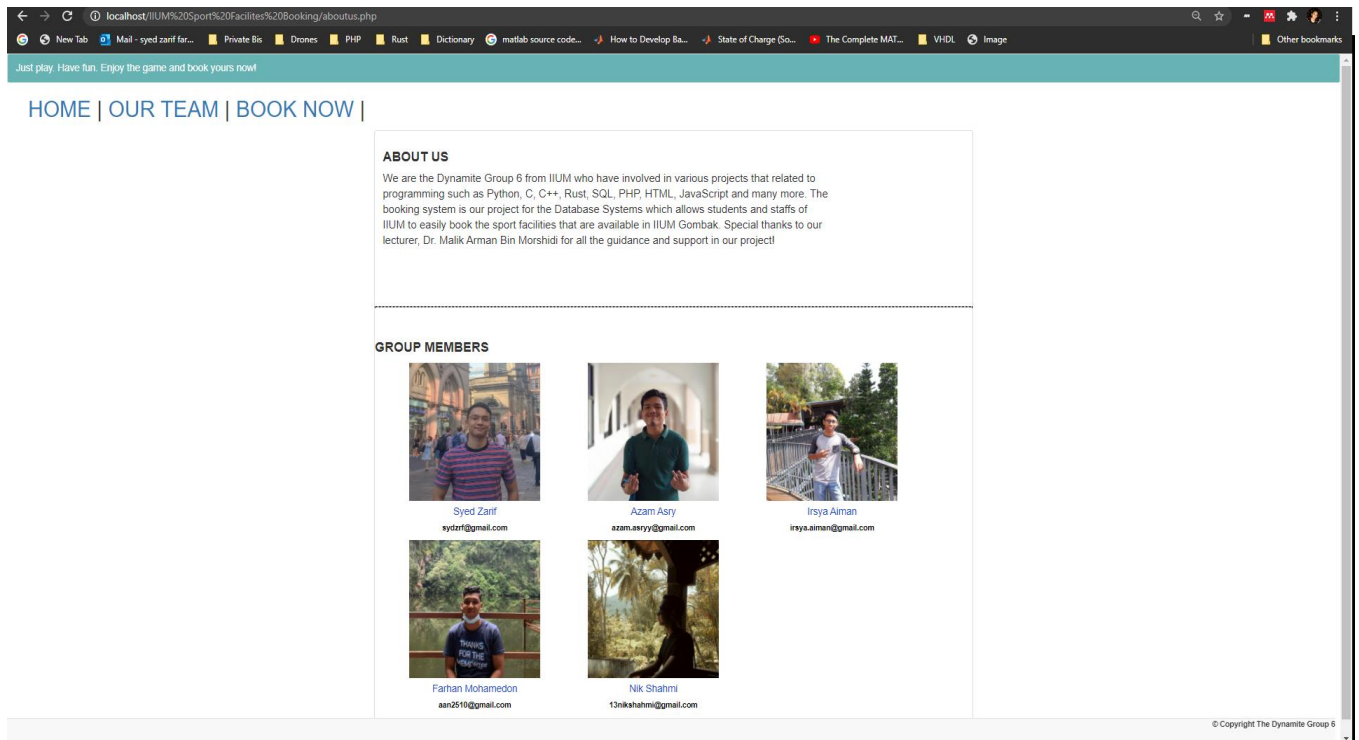 localhost/IIUM%20Sport%20Facilites%20Booking/aboutus.php
New Tab Mail - syed zarif far... Private Bis Drones PHP Rust Dictionary matlab source code... How to Develop Ba... State of Charge (So... The Complete MAT... VHDL Image Other bookmarks
Just play. Have fun. Enjoy the game and book yours now!
HOME | OUR TEAM | BOOK NOW |
ABOUT US
We are the Dynamite Group 6 from IIUM who have involved in various projects that related to
programming such as Python, C, C++, Rust, SQL, PHP, HTML, JavaScript and many more. The
booking system is our project for the Database Systems which allows students and staffs of
IIUM to easily book the sport facilities that are available in IIUM Gombak. Special thanks to our
lecturer, Dr. Malik Arman Bin Morshidi for all the guidance and support in our project!
GROUP MEMBERS
Syed Zarif Azam Asry Irsya Aiman
sydzrf@gmail.com azam.asryy@gmail.com irsya.aiman@gmail.com
THANKS
FOR THE
Farhan Mohamedon Nik Shahmi
aan2510@gmail.com 13nikshahmi@gmail.com
© Copyright The Dynamite Group 6